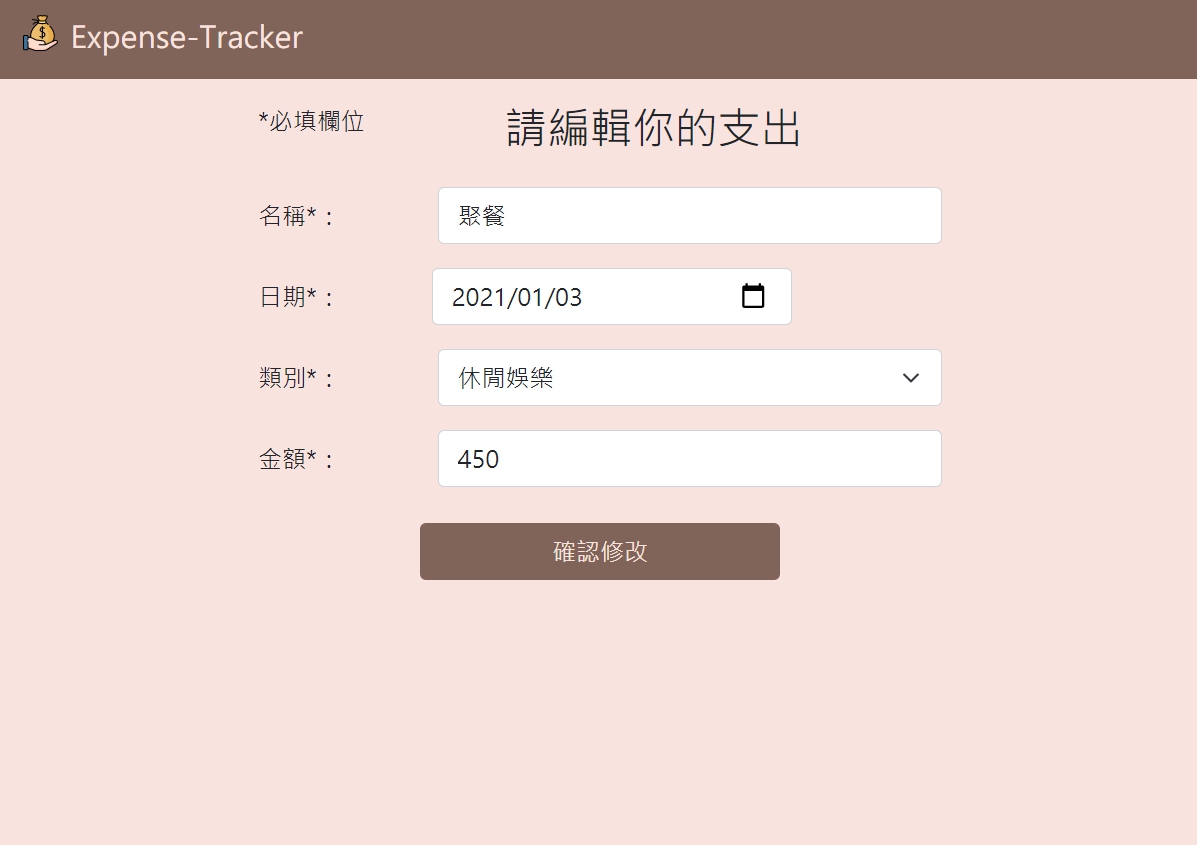 Expense-Tracker
*必填欄位
請編輯你的支出
名稱* :
聚餐
日期* :
2021/01/03
類別* :
休閒娛樂
金額* :
450
確認修改